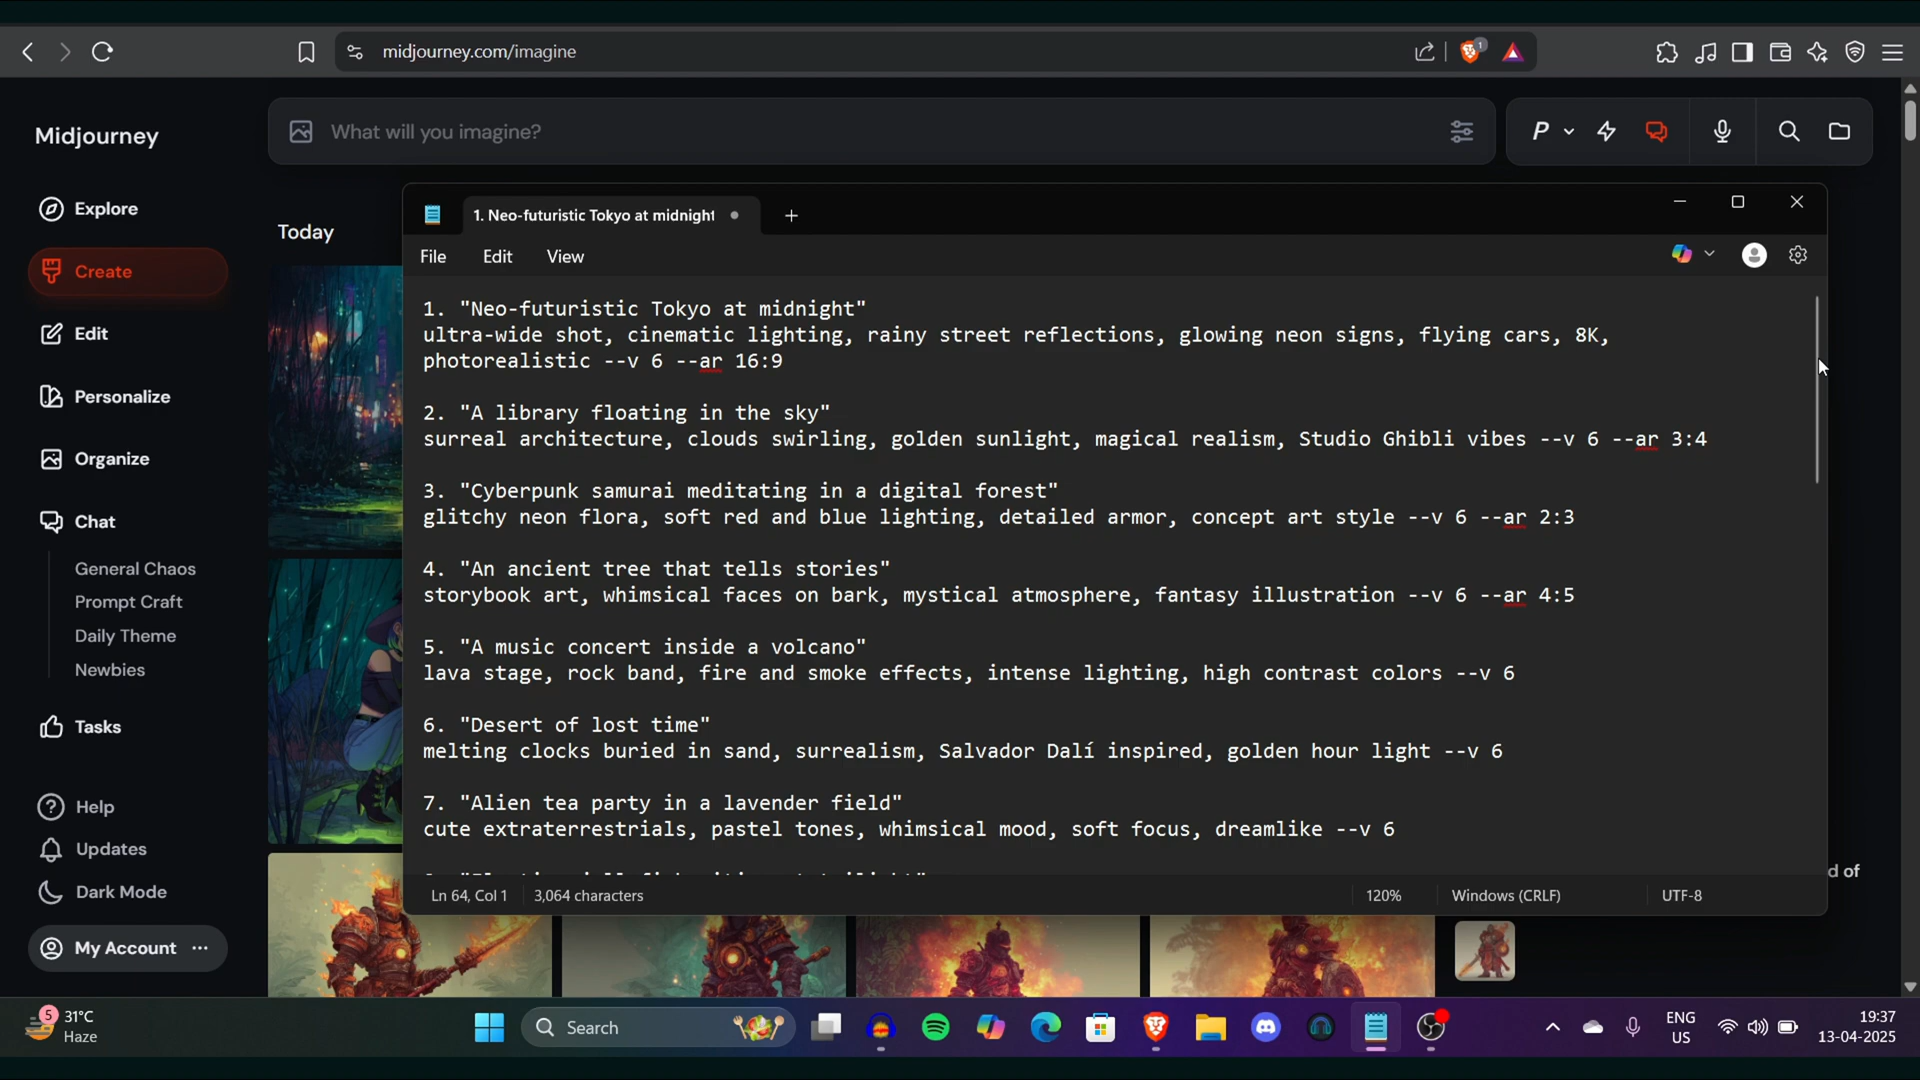 midjourney.com/imagine
1
Midjourney
What will you imagine?
P
Explore
Create
Edit
Personalize
Organize
Chat
General Chaos
Prompt Craft
Daily Theme
Newbies
Tasks
Help
Updates
Dark Mode
My Account
Today
1. Neo-futuristic Tokyo at midnight
File Edit View
1. "Neo-futuristic Tokyo at midnight"
ultra-wide shot, cinematic lighting, rainy street reflections, glowing neon signs, flying cars, 8K,
photorealistic --v 6 --ar 16:9
2. "A library floating in the sky"
surreal architecture, clouds swirling, golden sunlight, magical realism, Studio Ghibli vibes --v 6 --ar 3:4
3. "Cyberpunk samurai meditating in a digital forest"
glitchy neon flora, soft red and blue lighting, detailed armor, concept art style --v 6 --ar 2:3
4. "An ancient tree that tells stories"
storybook art, whimsical faces on bark, mystical atmosphere, fantasy illustration --v 6 --ar 4:5
5. "A music concert inside a volcano"
lava stage, rock band, fire and smoke effects, intense lighting, high contrast colors --v 6
6. "Desert of lost time"
melting clocks buried in sand, surrealism, Salvador Dalí inspired, golden hour light --v 6
7. "Alien tea party in a lavender field"
cute extraterrestrials, pastel tones, whimsical mood, soft focus, dreamlike --v 6
d of
Ln 64, Col 1 3,064 characters 120% Windows (CRLF) UTF-8
5
31°C
Haze
Search
ENG
US
19:37
13-04-2025